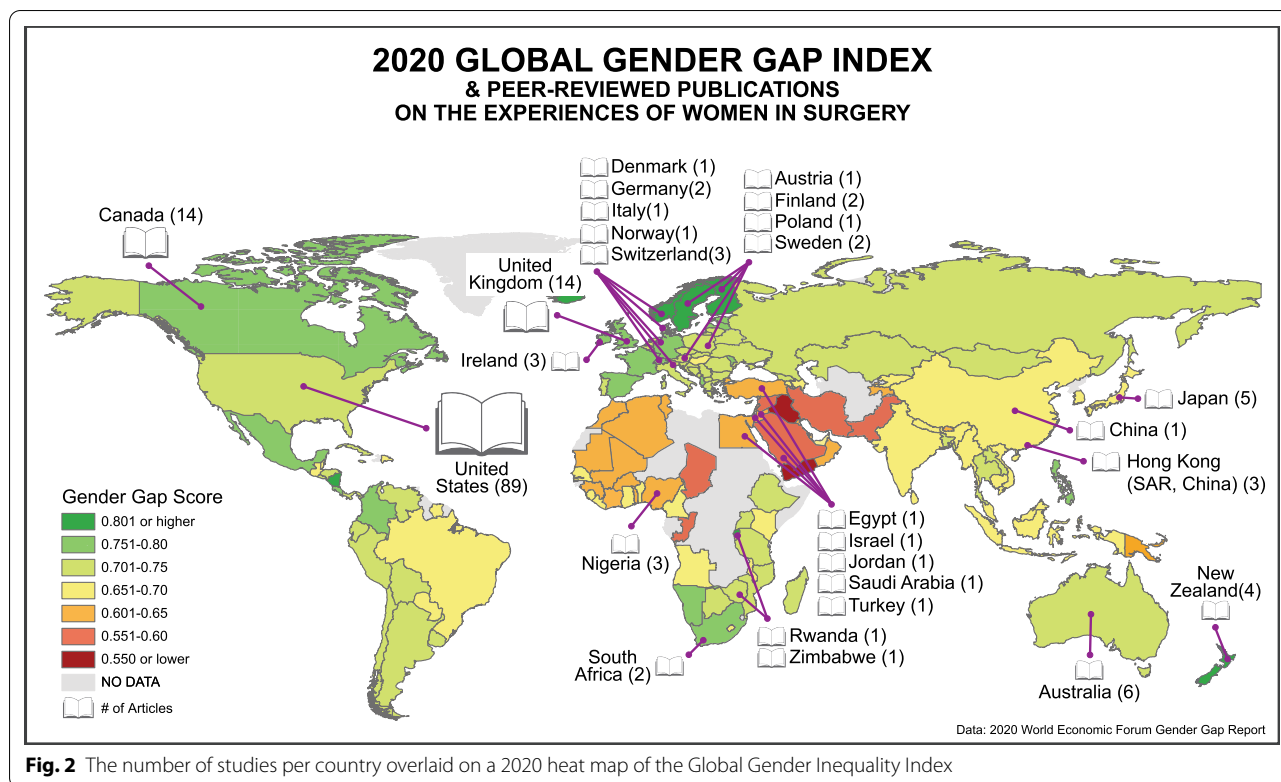 2020 GLOBAL GENDER GAP INDEX
& PEER-REVIEWED PUBLICATIONS
ON THE EXPERIENCES OF WOMEN IN SURGERY
Denmark (1)
Germany(2)
Italy(1)
Norway(1)
Switzerland(3)
Austria (1)
Finland (2)
Poland (1)
Sweden (2)
Canada (14)
United
Kingdom (14)
Ireland (3)
United
States (89)
Japan (5)
China (1)
Hong Kong
(SAR, China) (3)
Gender Gap Score
0.801 or higher
0.751-0.80
0.701-0.75
0.651-0.70
0.601-0.65
0.551-0.60
0.550 or lower
NO DATA
# of Articles
Nigeria (3)
Egypt (1)
Israel (1)
Jordan (1)
Saudi Arabia (1)
Turkey (1)
Rwanda (1)
Zimbabwe (1)
South
Africa (2)
New
Zealand(4)
Australia (6)
Data: 2020 World Economic Forum Gender Gap Report
Fig. 2 The number of studies per country overlaid on a 2020 heat map of the Global Gender Inequality Index